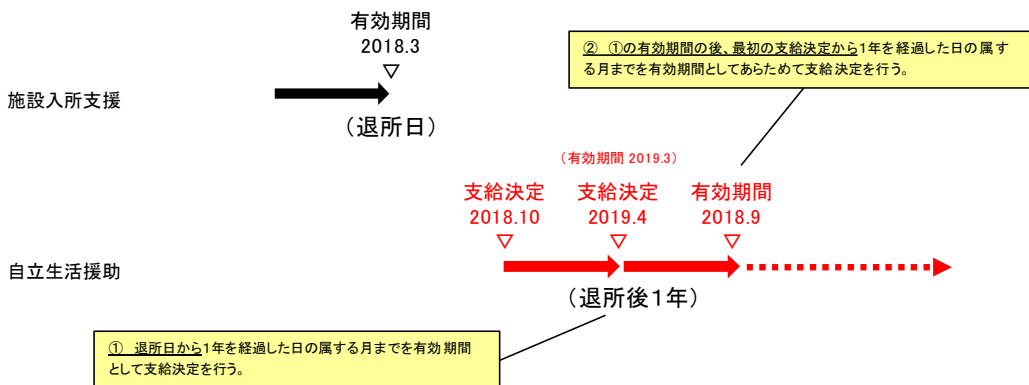 有効期間
2018.3
▽
② ①の有効期間の後、最初の支給決定から1年を経過した日の属す
る月までを有効期間としてあらためて支給決定を行う。
施設入所支援
（退所日）
（有効期間 2019.3）
支給決定 支給決定 有効期間
2018.10 2019.4 2018.9
▽ ▽ ▽
自立生活援助
（退所後１年）
① 退所日から1年を経過した日の属する月までを有効期間
として支給決定を行う。